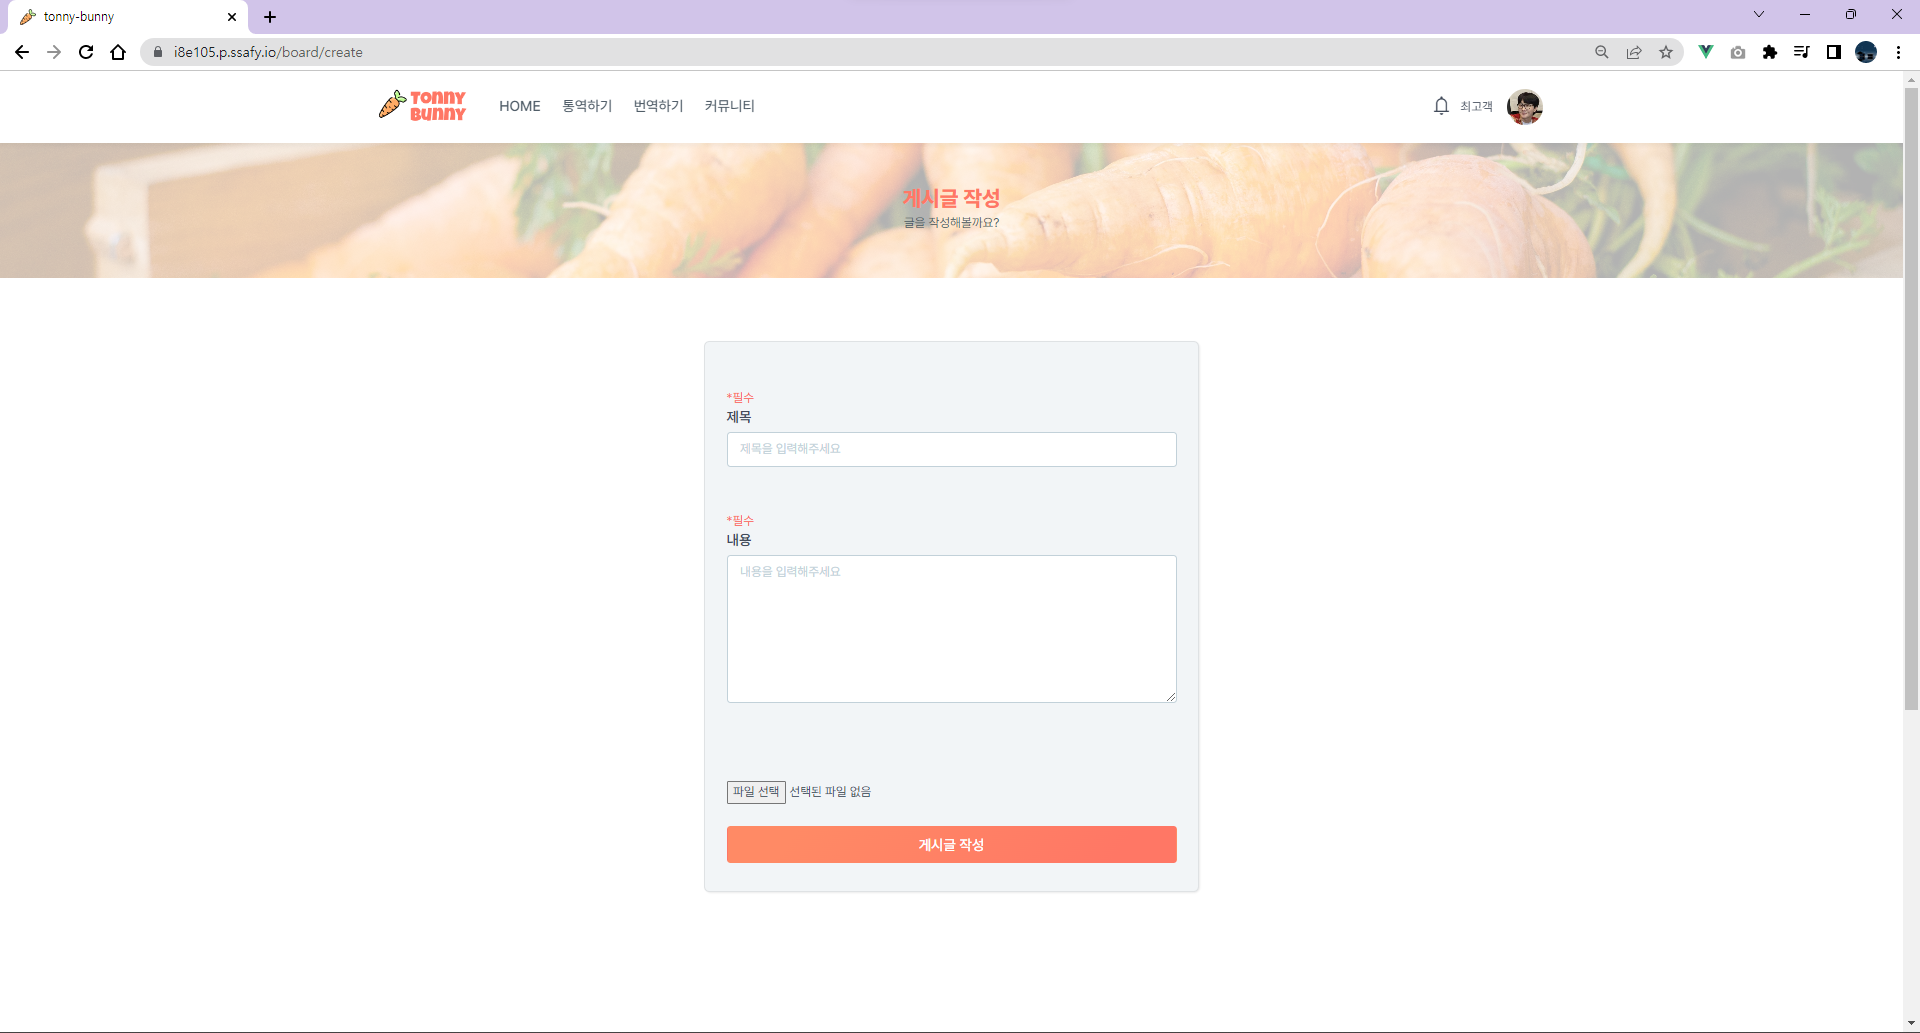 tonny-bunny
i8e105.p.ssafy.io/board/create
TONNY
BUNNY
HOME 통역하기 번역하기 커뮤니티
최고객
게시글 작성
글을 작성해볼까요?
*필수
제목
제목을 입력해주세요
*필수
내용
내용을 입력해주세요
파일 선택 선택된 파일 없음
게시글 작성